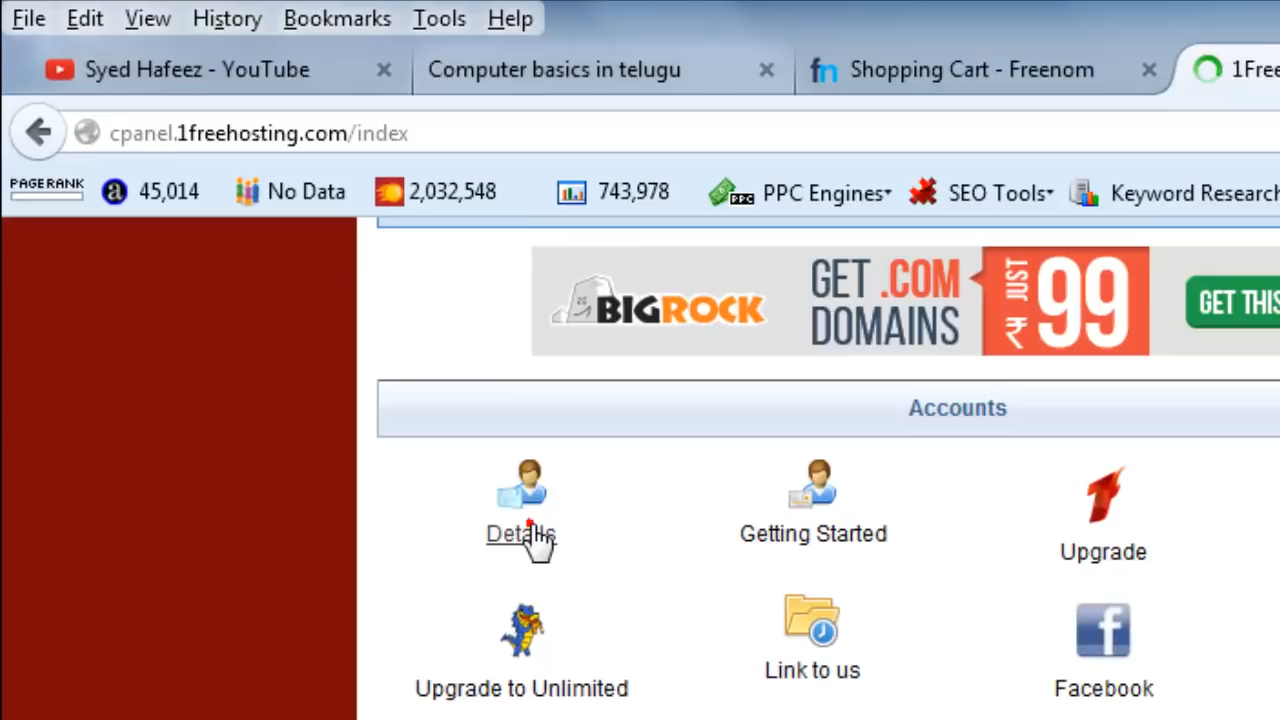 File Edit View History Bookmarks Tools Help
Syed Hafeez - YouTube Computer basics in telugu fn Shopping Cart - Freenom 1Free
cpanel.1freehosting.com/index
PAGERANK a 45,014 No Data 2,032,548 743,978 PPC PPC Engines SEO Tools Keyword Research
BIGROCK GET .COM DOMAINS JUST ₹ 99 GET THIS
Accounts
Details Getting Started Upgrade
Upgrade to Unlimited Link to us Facebook